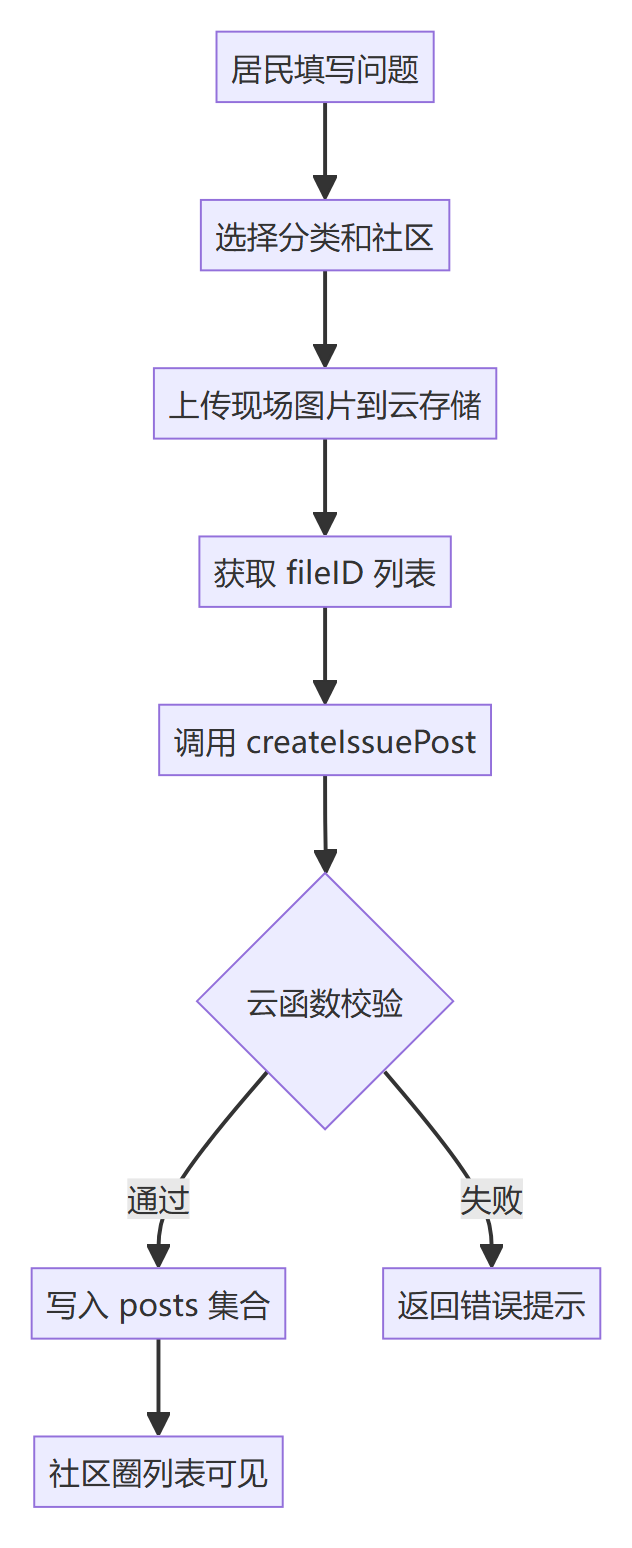 居民填写问题
选择分类和社区
上传现场图片到云存储
获取 fileID 列表
调用 createIssuePost
云函数校验
通过
失败
写入 posts 集合
返回错误提示
社区圈列表可见